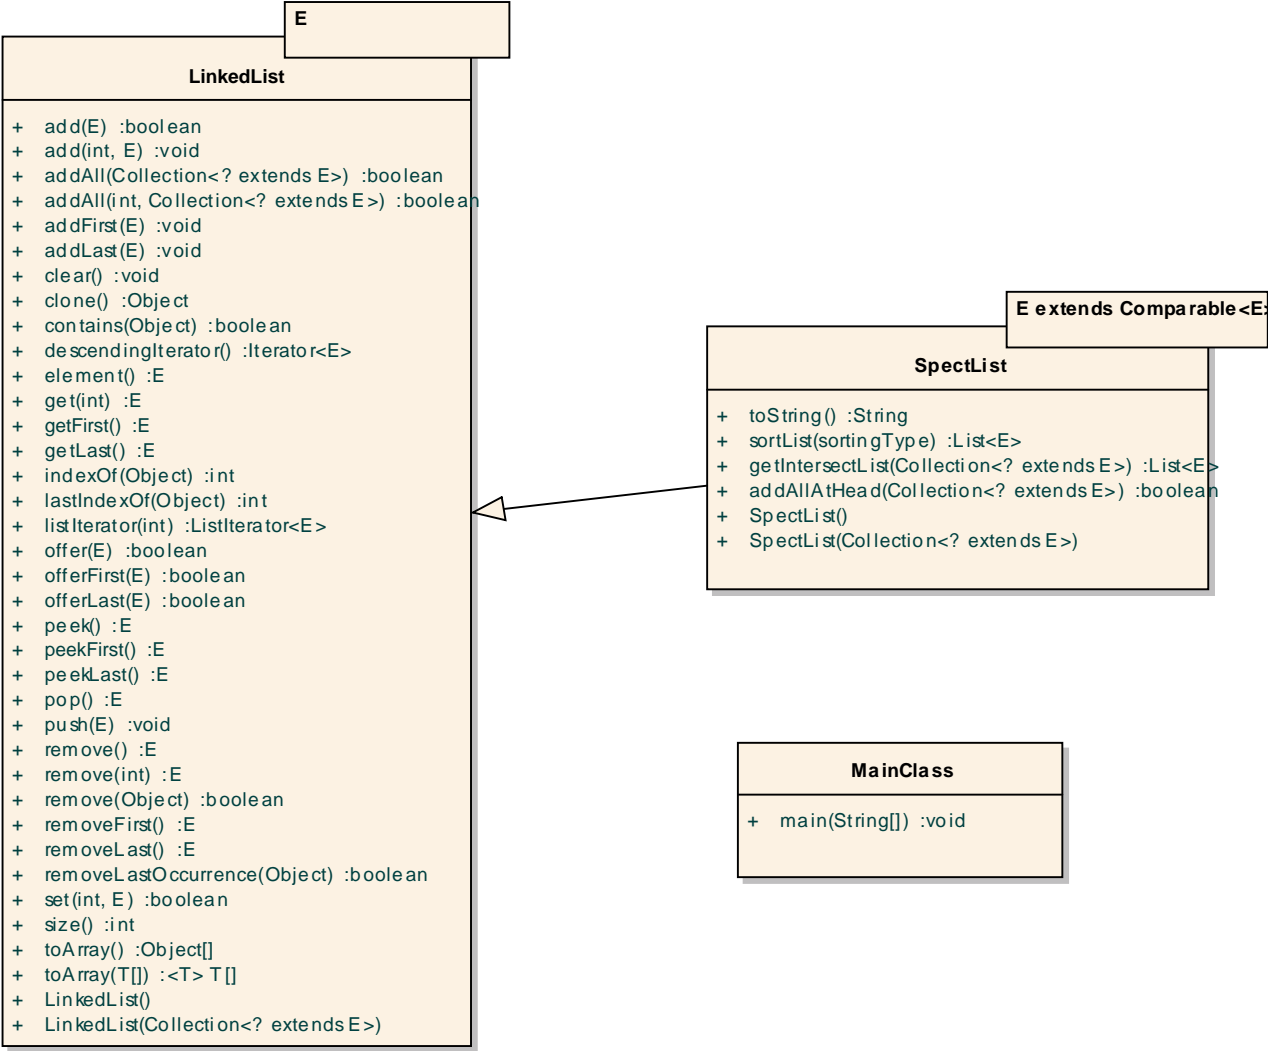 E
LinkedList
+ add(E) :boolean
+ add(int, E) :void
+ addAll(Collection<? extends E>) :boolean
+ addAll(int, Collection<? extends E>) :boolean
+ addFirst(E) :void
+ addLast(E) :void
+ clear() :void
+ clone() :Object
+ contains(Object) :boolean
+ descendingIterator() :Iterator<E>
+ element() :E
+ get(int) :E
+ getFirst() :E
+ getLast() :E
+ indexOf(Object) :int
+ lastIndexOf(Object) :int
+ listIterator(int) :ListIterator<E>
+ offer(E) :boolean
+ offerFirst(E) :boolean
+ offerLast(E) :boolean
+ peek() :E
+ peekFirst() :E
+ peekLast() :E
+ pop() :E
+ push(E) :void
+ remove() :E
+ remove(int) :E
+ remove(Object) :boolean
+ removeFirst() :E
+ removeLast() :E
+ removeLastOccurrence(Object) :boolean
+ set(int, E) :boolean
+ size() :int
+ toArray() :Object[]
+ toArray(T[]) :<T> T[]
+ LinkedList()
+ LinkedList(Collection<? extends E>)
E extends Comparable<E>
SpectList
+ toString() :String
+ sortList(sortingType) :List<E>
+ getIntersectList(Collection<? extends E>) :List<E>
+ addAllAtHead(Collection<? extends E>) :boolean
+ SpectList()
+ SpectList(Collection<? extends E>)
MainClass
+ main(String[]) :void